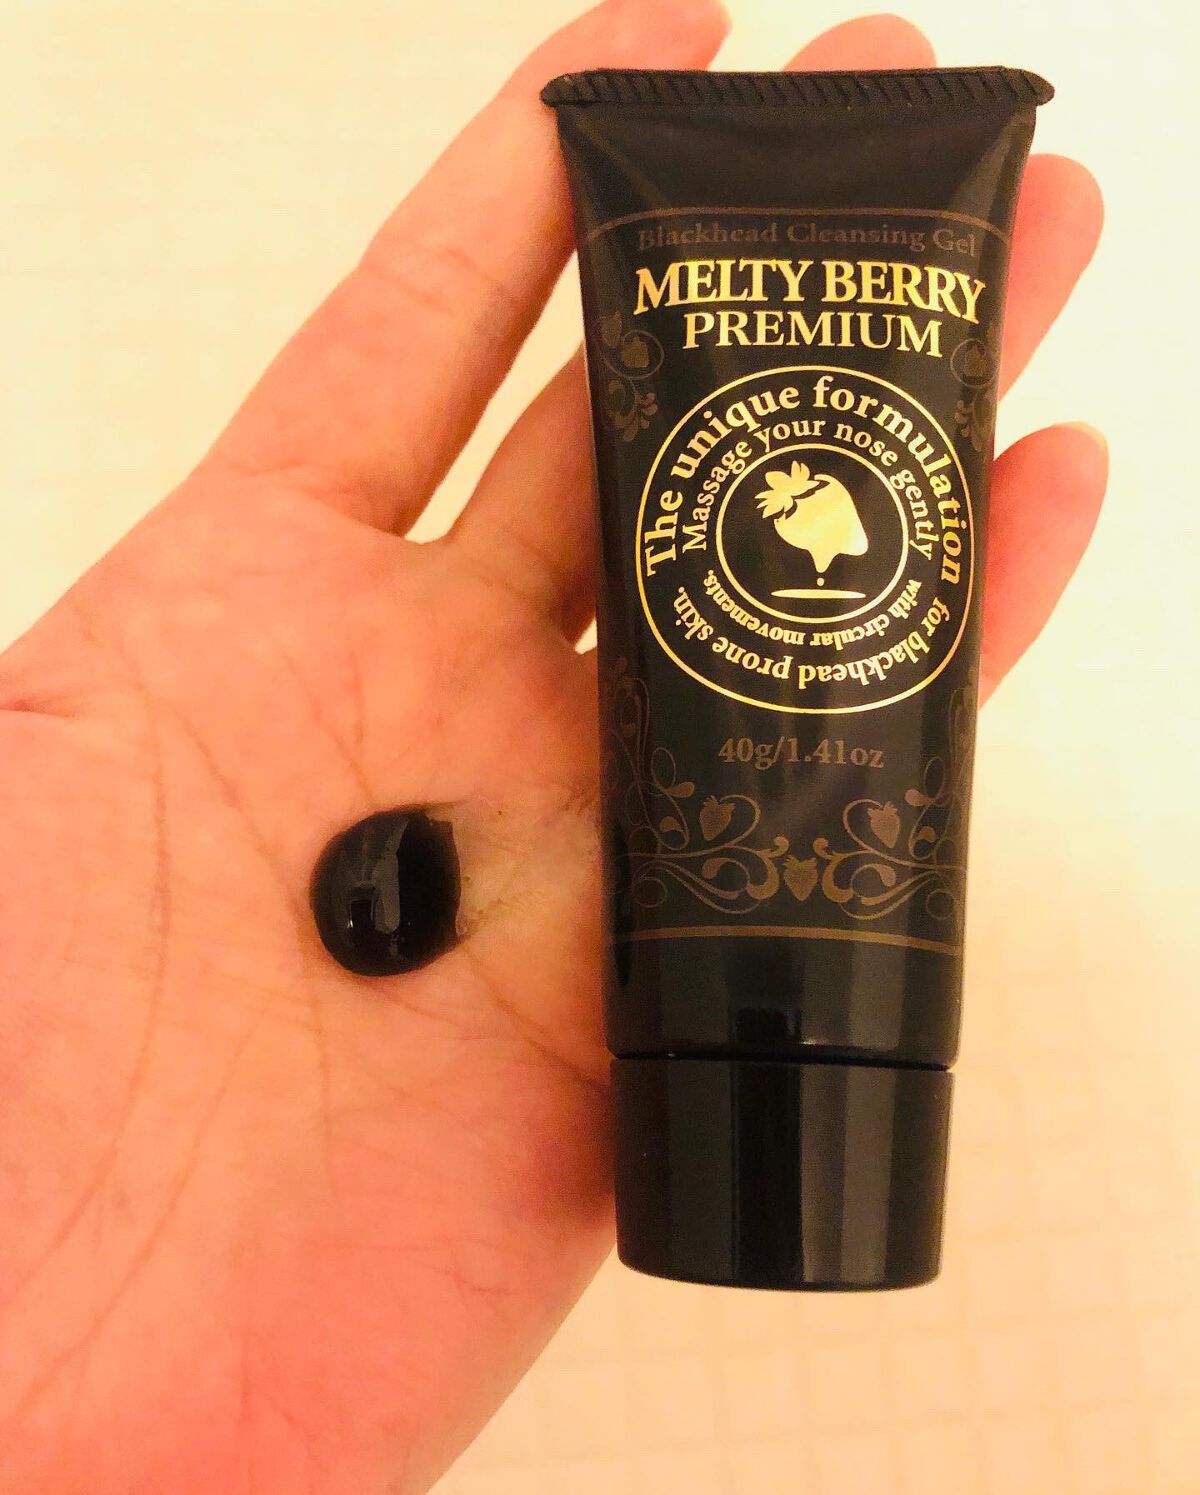 Blackhead Cleansing Gel
MELTY BERRY
PREMIUM
The unique formulation for blackhead prone skin.
Massage your nose gently with circular movements.
40g/1.41oz